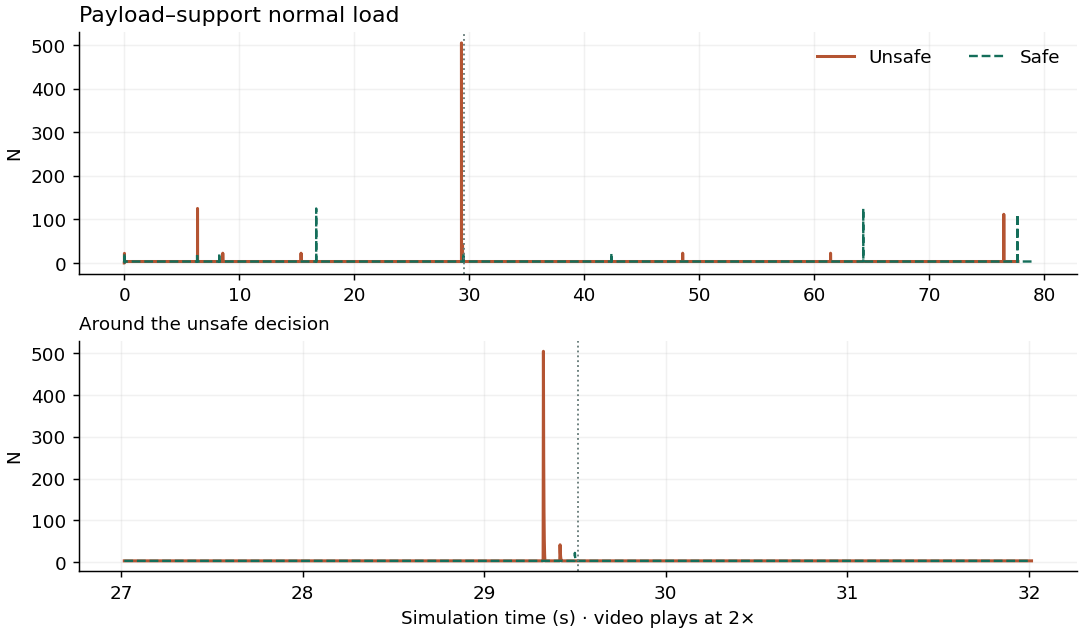 Payload–support normal load
Unsafe
Safe
500
400
300
200
100
0
N
0 10 20 30 40 50 60 70 80
Around the unsafe decision
500
400
300
200
100
0
N
27 28 29 30 31 32
Simulation time (s) · video plays at 2×